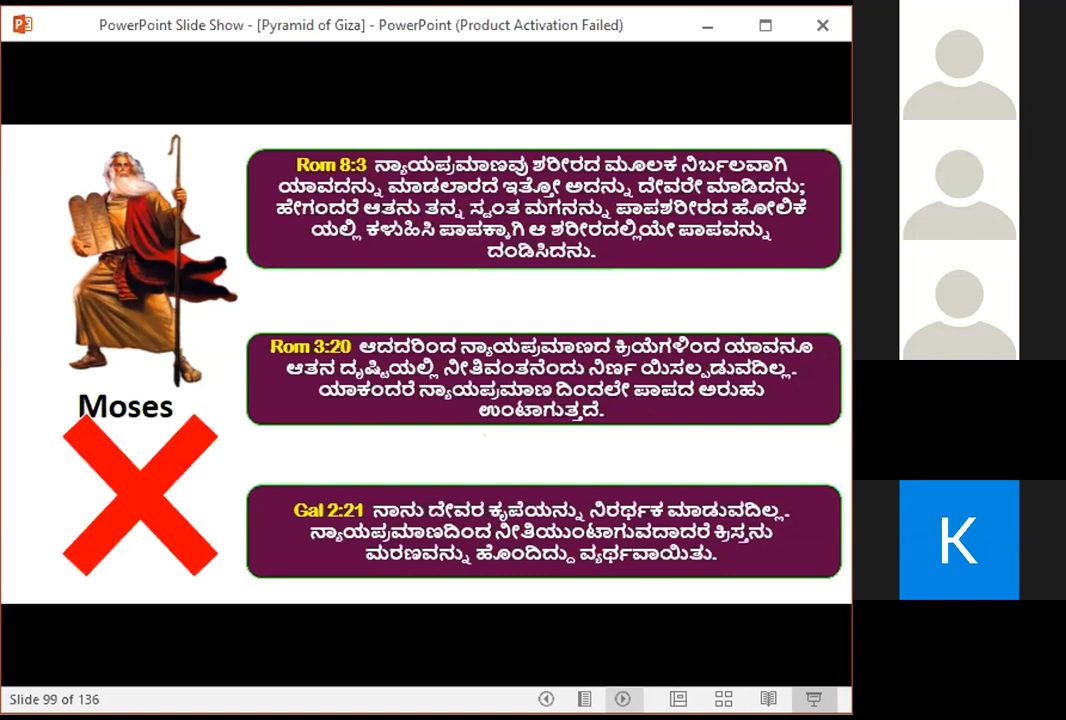 PowerPoint Slide Show - [Pyramid of Giza] - PowerPoint (Product Activation Failed)
Rom 8:3 ನ್ಯಾಯಪ್ರಮಾಣವು ಶರೀರದ ಮೂಲಕ ನಿರ್ಬಲವಾಗಿ
ಯಾವದನ್ನು ಮಾಡಲಾರದೆ ಇತ್ತೋ ಅದನ್ನು ದೇವರೇ ಮಾಡಿದನು;
ಹೇಗಂದರೆ ಆತನು ತನ್ನ ಸ್ವಂತ ಮಗನನ್ನು ಪಾಪಶರೀರದ ಹೋಲಿಕೆ
ಯಲ್ಲಿ ಕಳುಹಿಸಿ ಪಾಪಕ್ಕಾಗಿ ಆ ಶರೀರದಲ್ಲಿಯೇ ಪಾಪವನ್ನು
ದಂಡಿಸಿದನು.
Rom 3:20 ಆದದರಿಂದ ನ್ಯಾಯಪ್ರಮಾಣದ ಕ್ರಿಯೆಗಳಿಂದ ಯಾವನೂ
ಆತನ ದೃಷ್ಟಿಯಲ್ಲಿ ನೀತಿವಂತನೆಂದು ನಿರ್ಣ ಯಿಸಲ್ಪಡುವದಿಲ್ಲ.
ಯಾಕಂದರೆ ನ್ಯಾಯಪ್ರಮಾಣ ದಿಂದಲೇ ಪಾಪದ ಅರುಹು
ಉಂಟಾಗುತ್ತದೆ.
Moses
Gal 2:21 ನಾನು ದೇವರ ಕೃಪೆಯನ್ನು ನಿರರ್ಥಕ ಮಾಡುವದಿಲ್ಲ.
ನ್ಯಾಯಪ್ರಮಾಣದಿಂದ ನೀತಿಯುಂಟಾಗುವದಾದರೆ ಕ್ರಿಸ್ತನು
ಮರಣವನ್ನು ಹೊಂದಿದ್ದು ವ್ಯರ್ಥವಾಯಿತು.
K
Slide 99 of 136